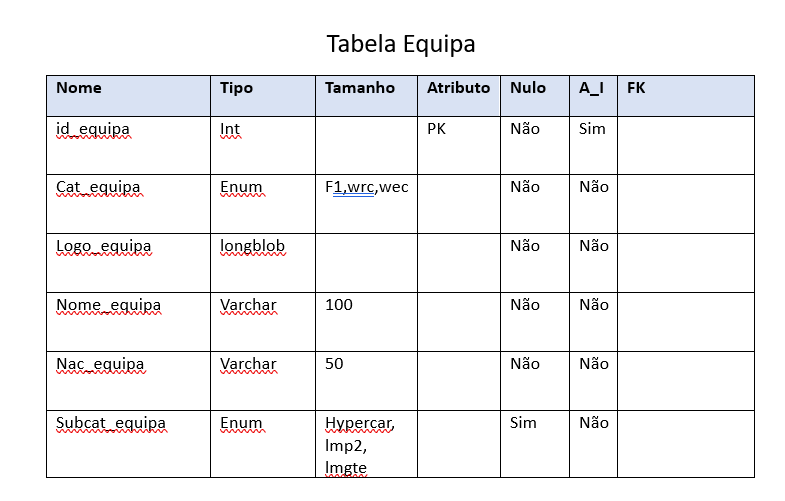 Tabela Equipa
Nome Tipo Tamanho Atributo Nulo A_I FK
id_equipa Int PK Não Sim
Cat_equipa Enum F1,wrc,wec Não Não
Logo_equipa longblob Não Não
Nome_equipa Varchar 100 Não Não
Nac_equipa Varchar 50 Não Não
Subcat_equipa Enum Hypercar, Sim Não
lmp2,
lmgte